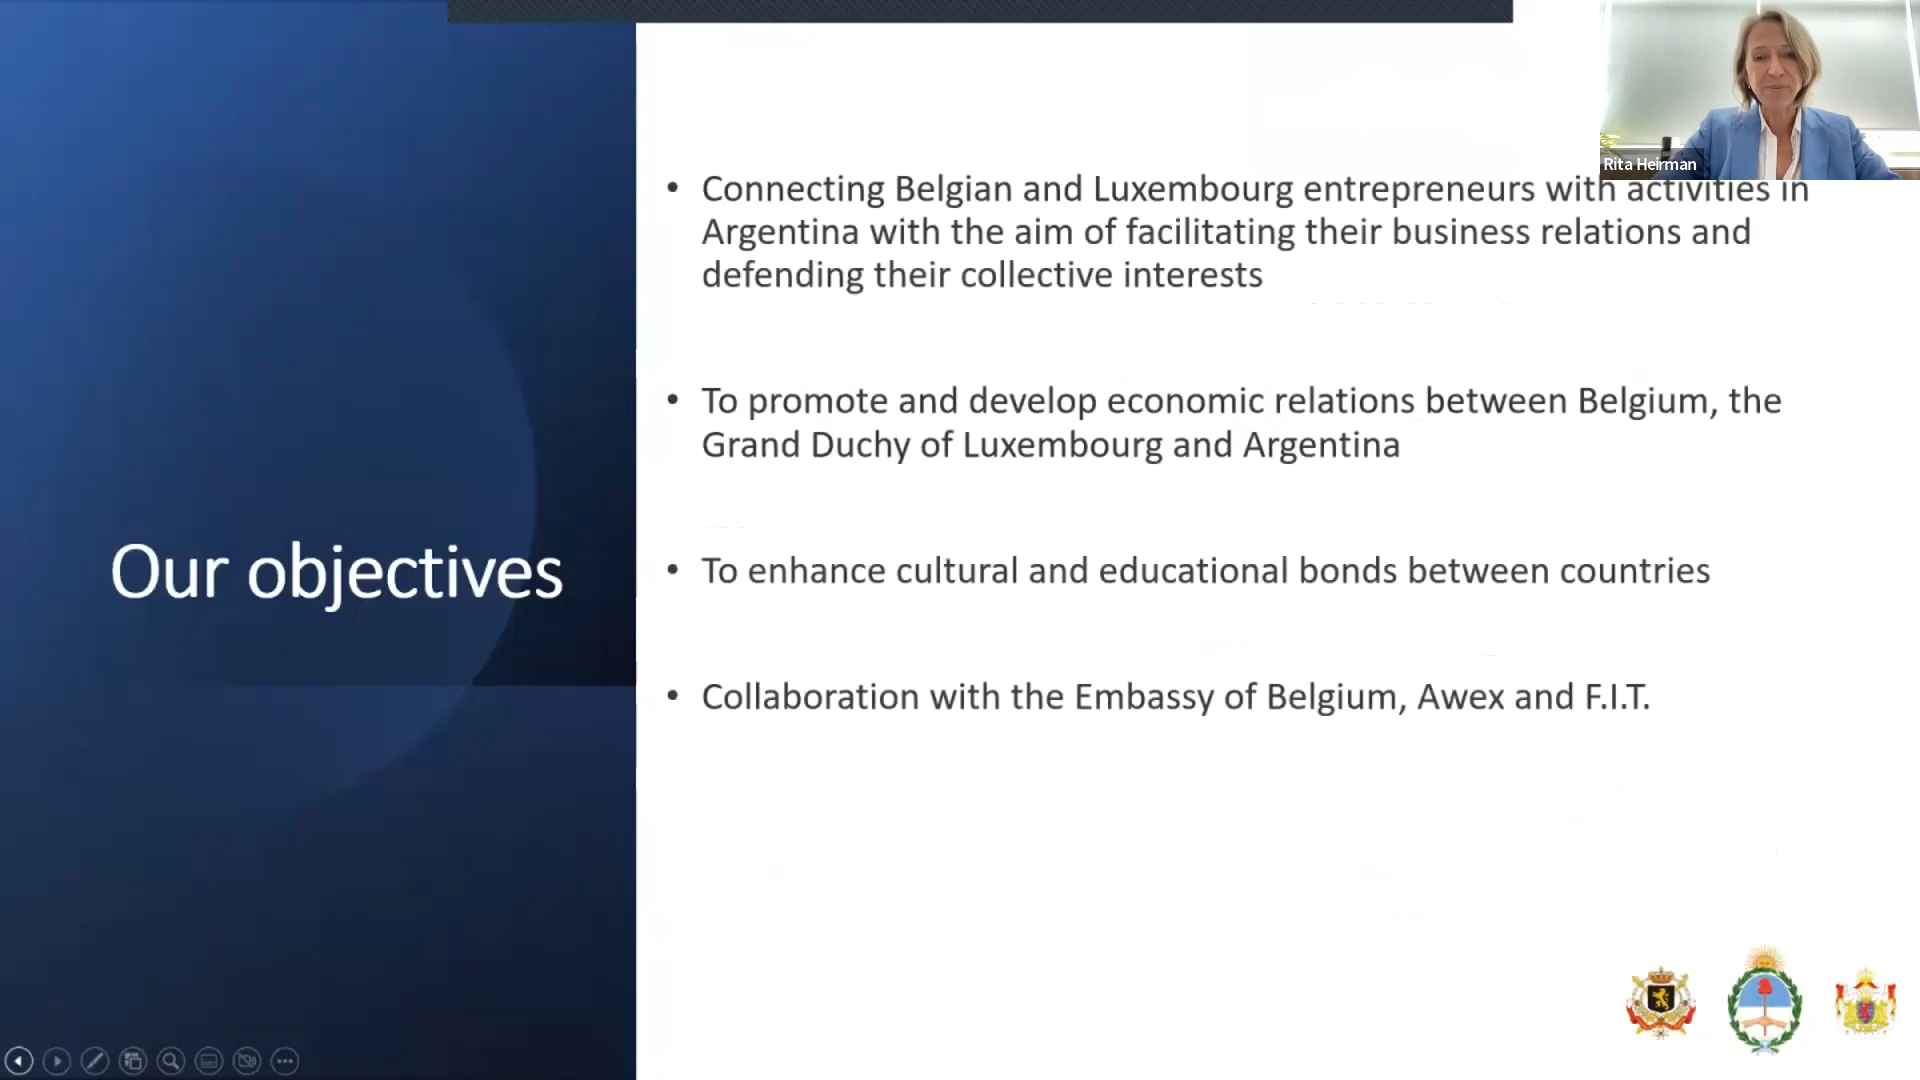 Rita Heirman
Our objectives
• Connecting Belgian and Luxembourg entrepreneurs with activities in
Argentina with the aim of facilitating their business relations and
defending their collective interests
• To promote and develop economic relations between Belgium, the
Grand Duchy of Luxembourg and Argentina
• To enhance cultural and educational bonds between countries
• Collaboration with the Embassy of Belgium, Awex and F.I.T.